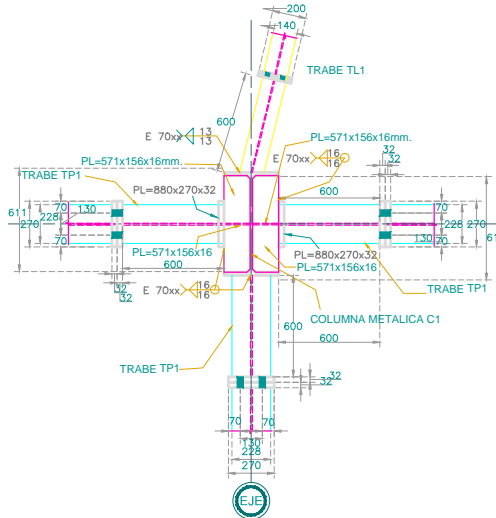 200
140
TRABE TL1
600
E 70xx 13
13
PL=571x156x16mm.
PL=571x156x16mm.
E 70xx 16
16
32
32
TRABE TP1
PL=880x270x32
600
611
270
228
70
130
70
70
228
270
130
70
PL=571x156x16
PL=880x270x32
PL=571x156x16
600
32
32
E 70xx 16
16
TRABE TP1
600
COLUMNA METALICA C1
600
TRABE TP1
32
32
70
70
130
228
270
EJE